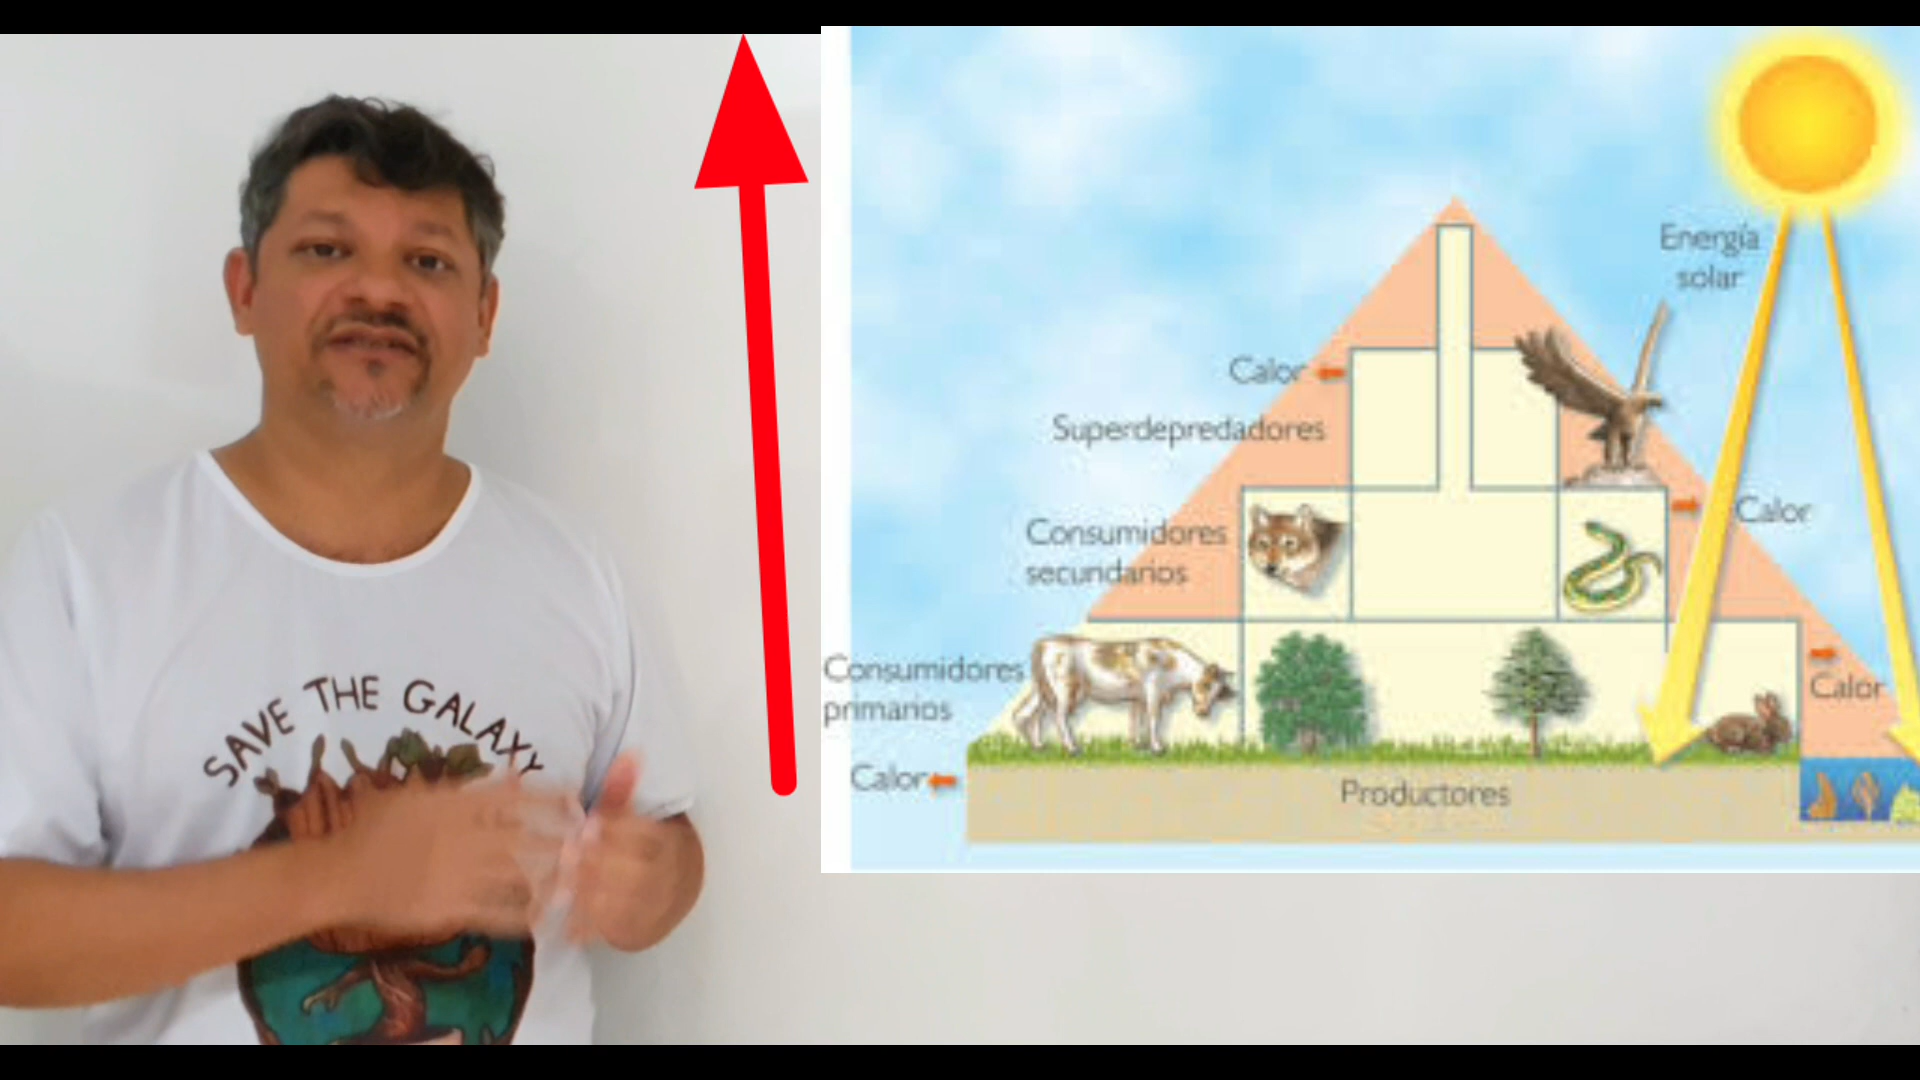 SAVE THE GALAXY
Energía
solar
Calor
Superdepredadores
Calor
Consumidores
secundarios
Consumidores
primarios
Calor
Calor
Productores